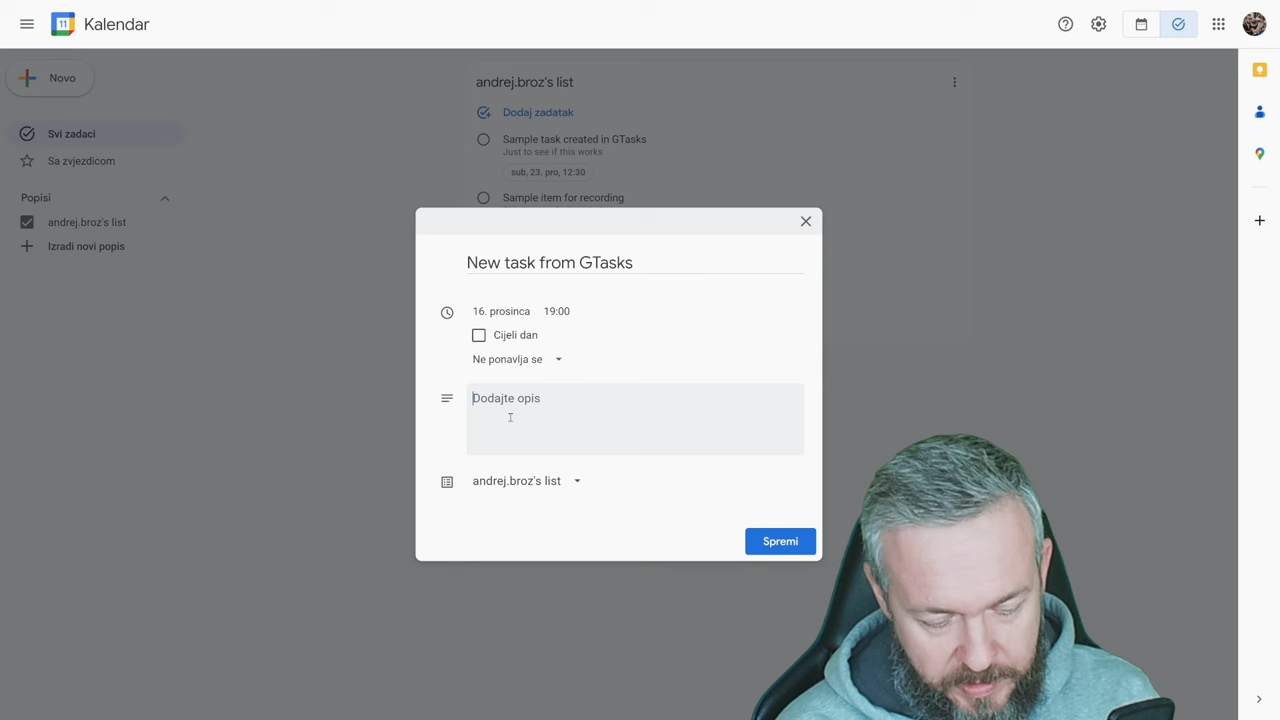 11
Kalendar
Novo
Svi zadaci
Sa zvjezdicom
Popisi
andrej.broz's list
Izradi novi popis
andrej.broz's list
Dodaj zadatak
Sample task created in GTasks
Just to see if this works
sub, 23. pro, 12:30
Sample item for recording
New task from GTasks
16. prosinca 19:00
Cijeli dan
Ne ponavlja se
Dodajte opis
andrej.broz's list
Spremi